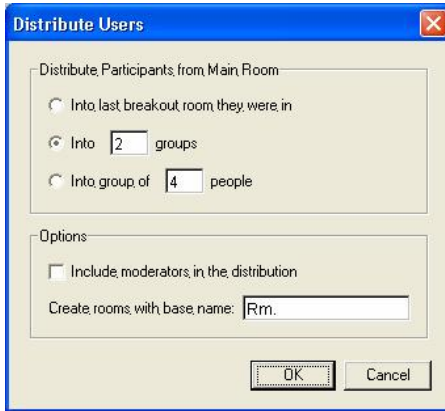 Distribute Users
Distribute Participants from Main Room
Into last breakout room they were in
Into 2 groups
Into group of 4 people
Options
Include moderators in the distribution
Create rooms with base name: Rm.
OK Cancel